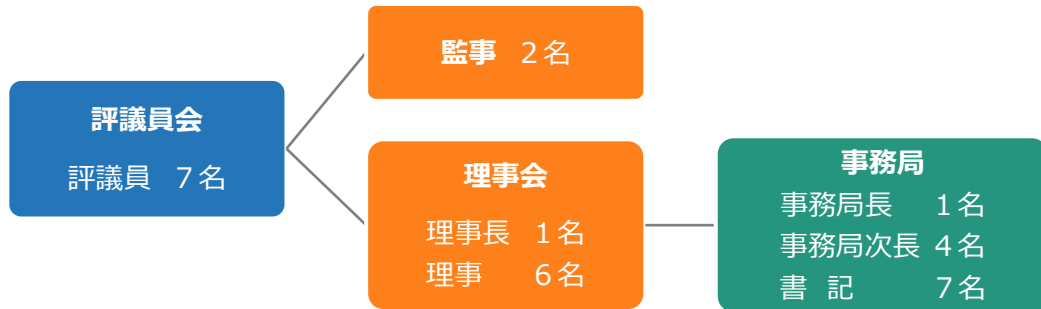 評議員会
評議員 7名
監事 2名
理事会
理事長 1名
理事 6名
事務局
事務局長 1名
事務局次長 4名
書 記 7名